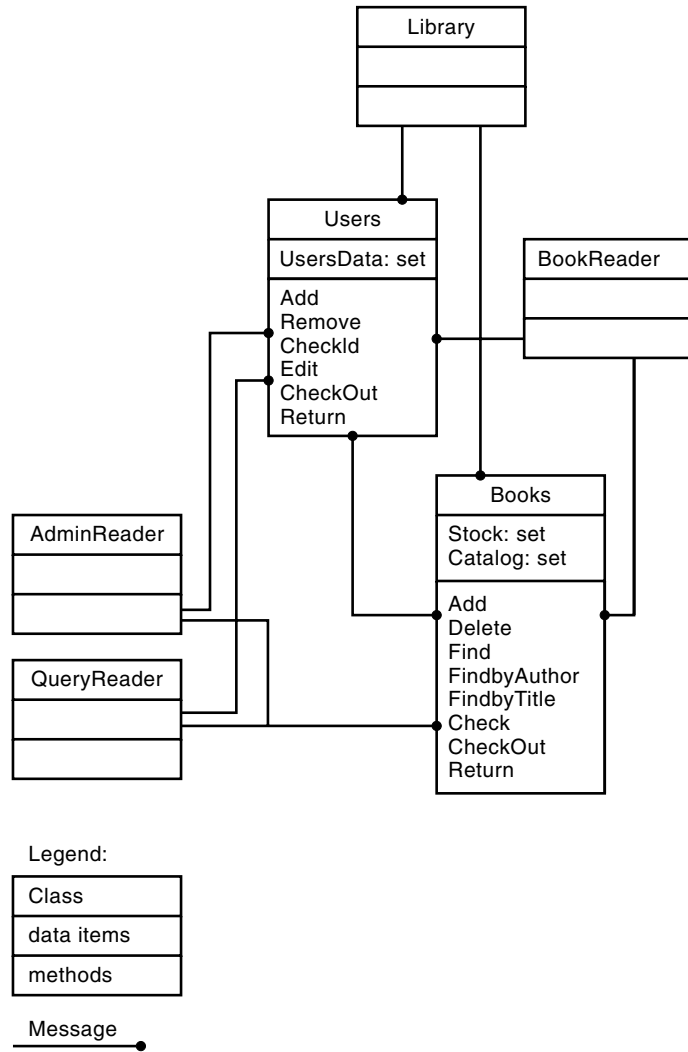 Library
Users
UsersData: set
BookReader
Add
Remove
CheckId
Edit
CheckOut
Return
Books
Stock: set
Catalog: set
AdminReader
Add
Delete
Find
FindbyAuthor
FindbyTitle
Check
CheckOut
Return
QueryReader
Legend:
Class
data items
methods
Message